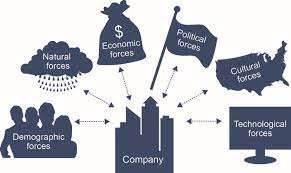 Natural
forces
$
Economic
forces
Political
forces
Cultural
forces
Demographic
forces
Company
Technological
forces